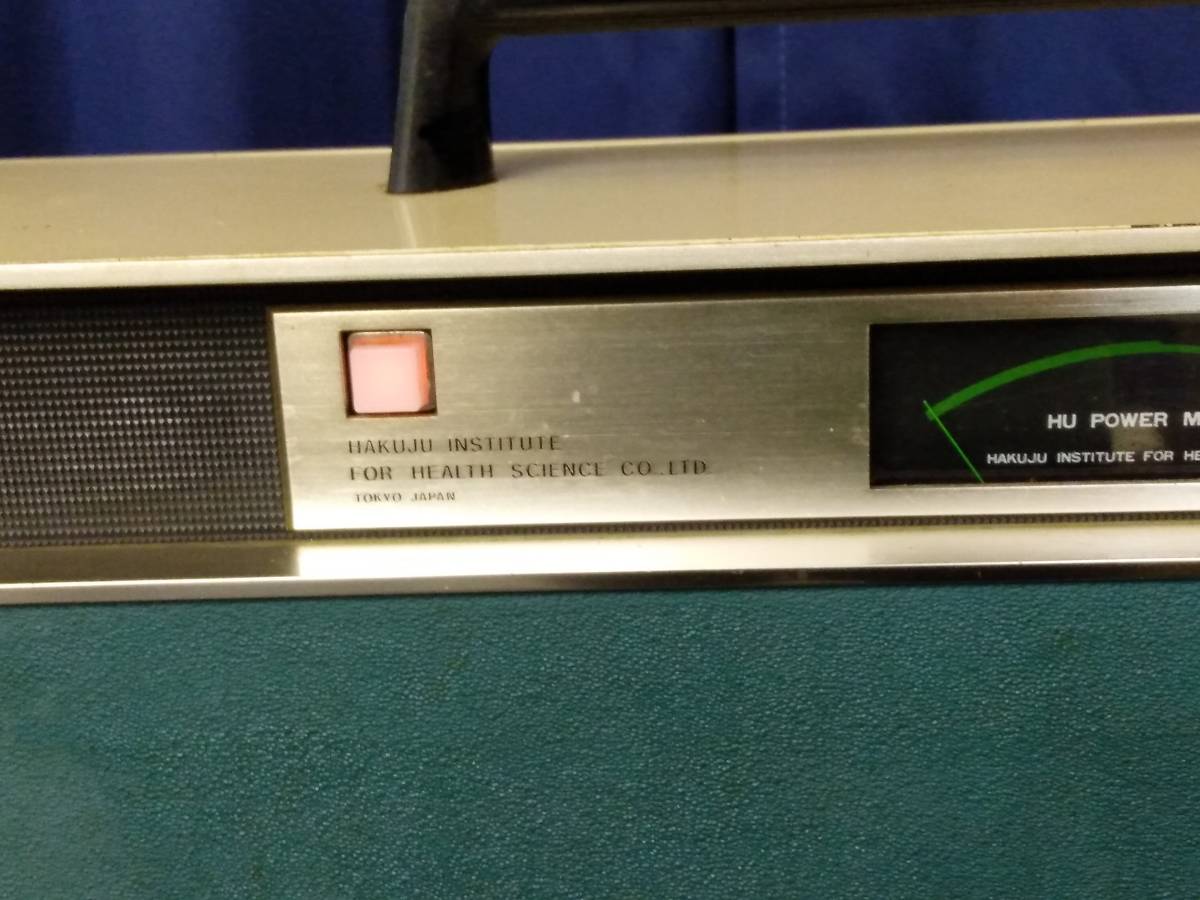 HAKUJU INSTITUTE
FOR HEALTH SCIENCE CO.,LTD.
TOKYO JAPAN
HU POWER M
HAKUJU INSTITUTE FOR HE